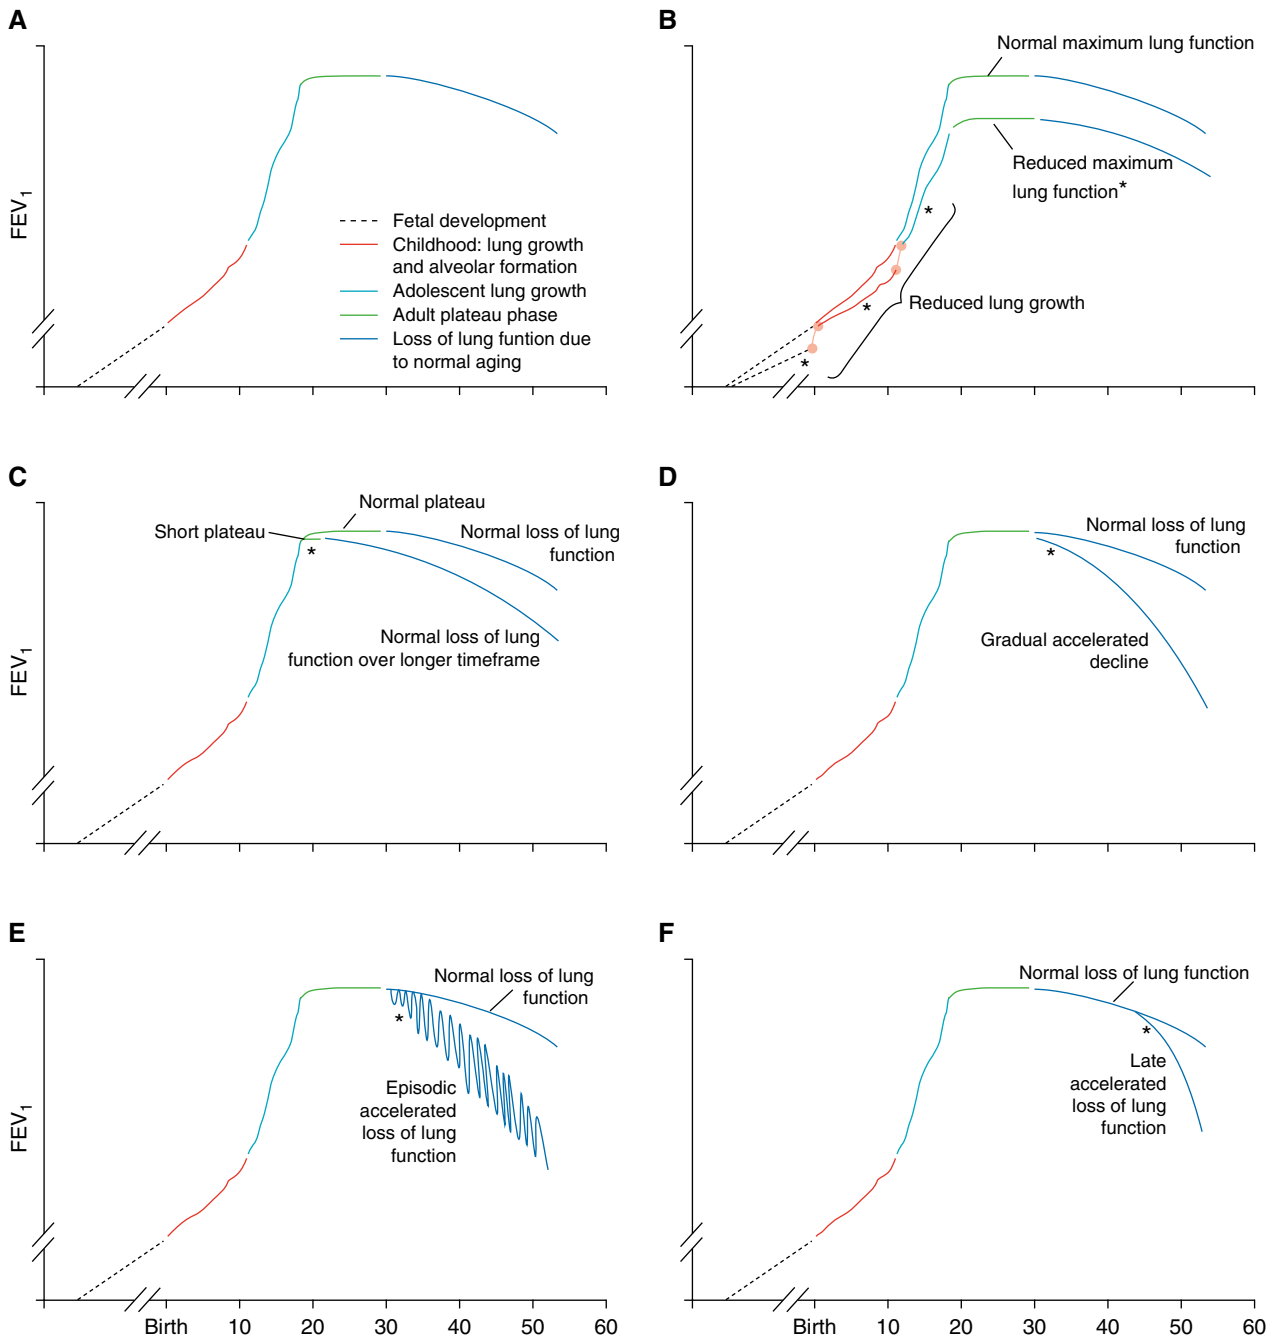 A
FEV1
Fetal development
Childhood: lung growth
and alveolar formation
Adolescent lung growth
Adult plateau phase
Loss of lung funtion due
to normal aging
B
Normal maximum lung function
Reduced maximum
lung function*
*
*
*
Reduced lung growth
C
FEV1
Normal plateau
Short plateau
*
Normal loss of lung
function
Normal loss of lung
function over longer timeframe
D
Normal loss of lung
function
*
Gradual accelerated
decline
E
FEV1
Normal loss of lung
function
*
Episodic
accelerated
loss of lung
function
Birth 10 20 30 40 50 60
F
Normal loss of lung function
*
Late
accelerated
loss of lung
function
Birth 10 20 30 40 50 60